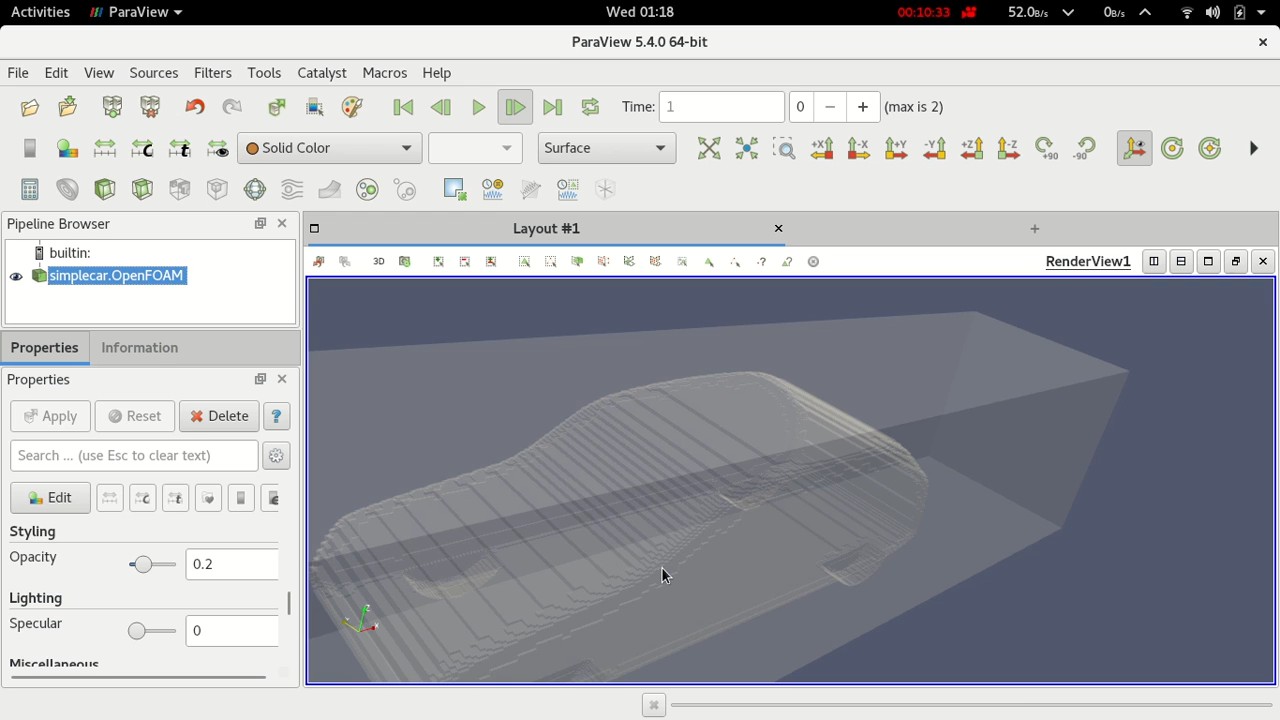 Activities ParaView Wed 01:18 00:10:33 52.0B/s 0B/s
ParaView 5.4.0 64-bit
File Edit View Sources Filters Tools Catalyst Macros Help
Time: 1 0 (max is 2)
Solid Color Surface +X -X +Y -Y +Z -Z +90 -90
Pipeline Browser
Layout #1
builtin:
3D RenderView1
simplecar.OpenFOAM
Properties Information
Properties
Apply Reset Delete ?
Search ... (use Esc to clear text)
Edit
Styling
Opacity 0.2
Lighting
Specular 0
Miscellaneous